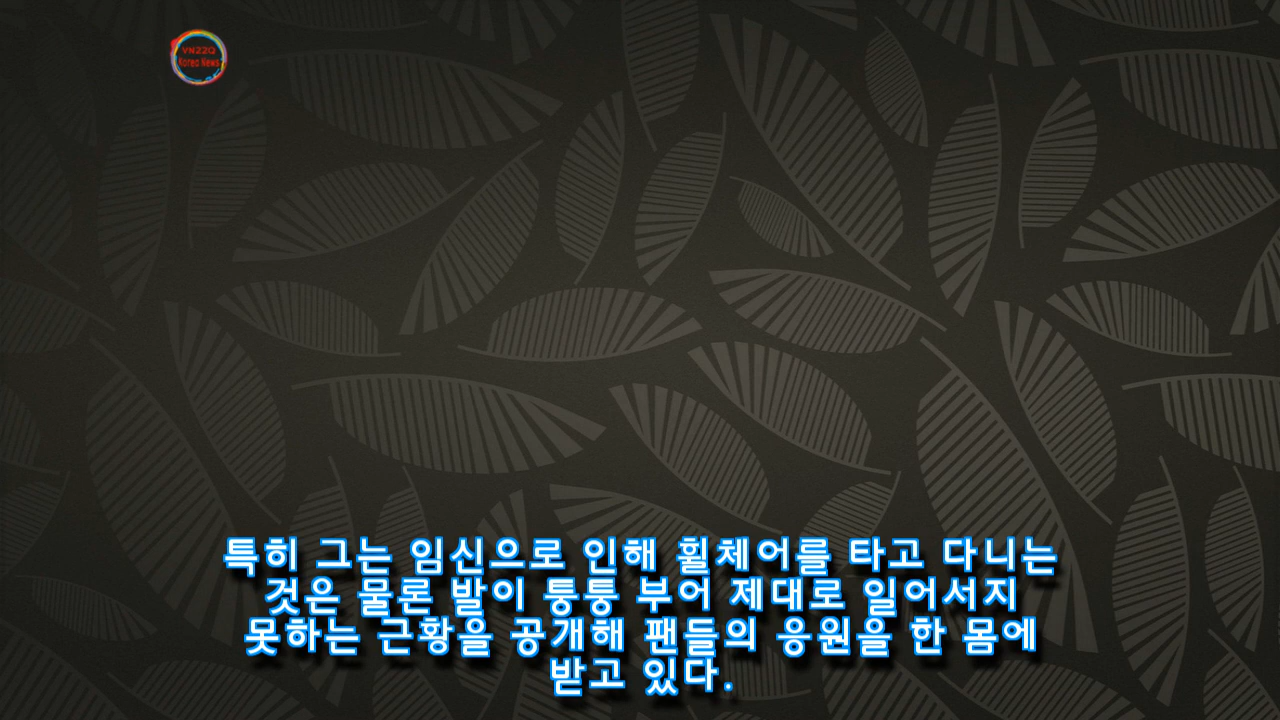 VN22Q
Korea News
특히 그는 임신으로 인해 휠체어를 타고 다니는
것은 물론 발이 퉁퉁 부어 제대로 일어서지
못하는 근황을 공개해 팬들의 응원을 한 몸에
받고 있다.